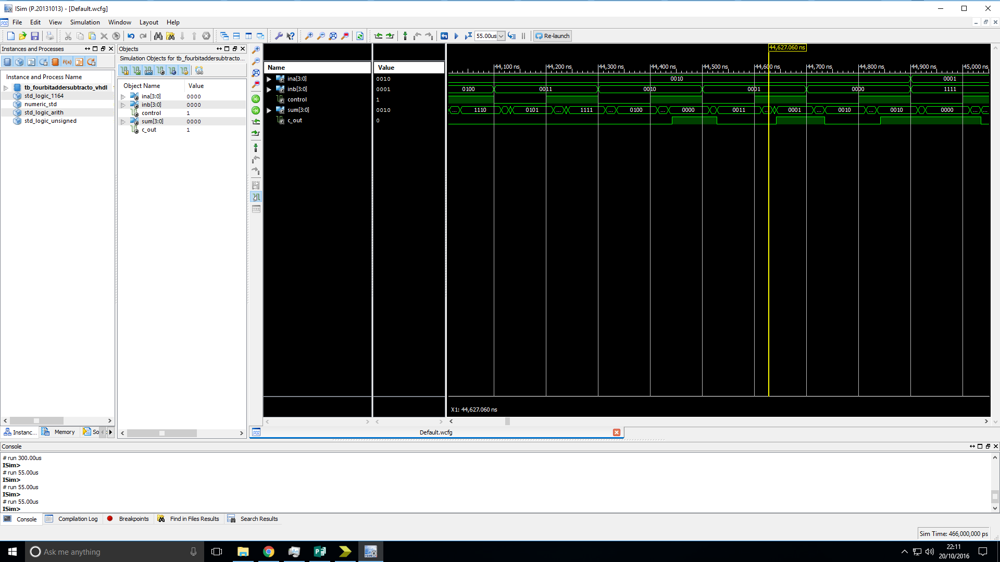 ISim (P.20131013) - [Default.wcfg]
File Edit View Simulation Window Layout Help
55.00us Re-launch
Instances and Processes
Instance and Process Name
tb_fourbitaddersubtracto_vhdl
std_logic_1164
numeric_std
std_logic_arith
std_logic_unsigned
Instanc... Memory So
Objects
Simulation Objects for tb_fourbitaddersubtracto...
Object Name Value
ina[3:0] 0000
inb[3:0] 0000
control 1
sum[3:0] 0000
c_out 1
44,627.060 ns
44,100 ns 44,200 ns 44,300 ns 44,400 ns 44,500 ns 44,600 ns 44,700 ns 44,800 ns 44,900 ns 45,000 ns
Name Value
ina[3:0] 0010 0010 0001
inb[3:0] 0001 0100 0011 0010 0001 0000 1111
control 1
sum[3:0] 0010 ... 1110 0101 ... 1111 ... 0100 ... 0000 0011 ... 0001 ... 0010 ... 0010 0000 ... ...
c_out 0
X1: 44,627.060 ns
Default.wcfg
Console
# run 300.00us
ISim>
# run 55.00us
ISim>
# run 55.00us
ISim>
# run 55.00us
ISim>
Console Compilation Log Breakpoints Find in Files Results Search Results
Sim Time: 466,000,000 ps
Ask me anything
22:11
20/10/2016